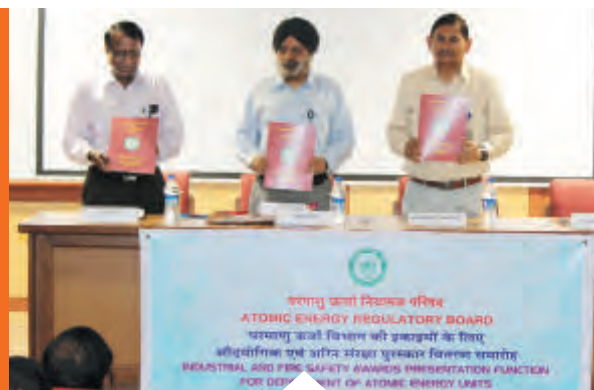 परमाणु ऊर्जा नियामक परिषद
ATOMIC ENERGY REGULATORY BOARD
परमाणु ऊर्जा विभाग की इकाइयों के लिए
औद्योगिक एवं अग्नि संरक्षा पुरस्कार वितरण समारोह
INDUSTRIAL AND FIRE SAFETY AWARDS PRESENTATION FUNCTION
FOR DEPARTMENT OF ATOMIC ENERGY UNITS